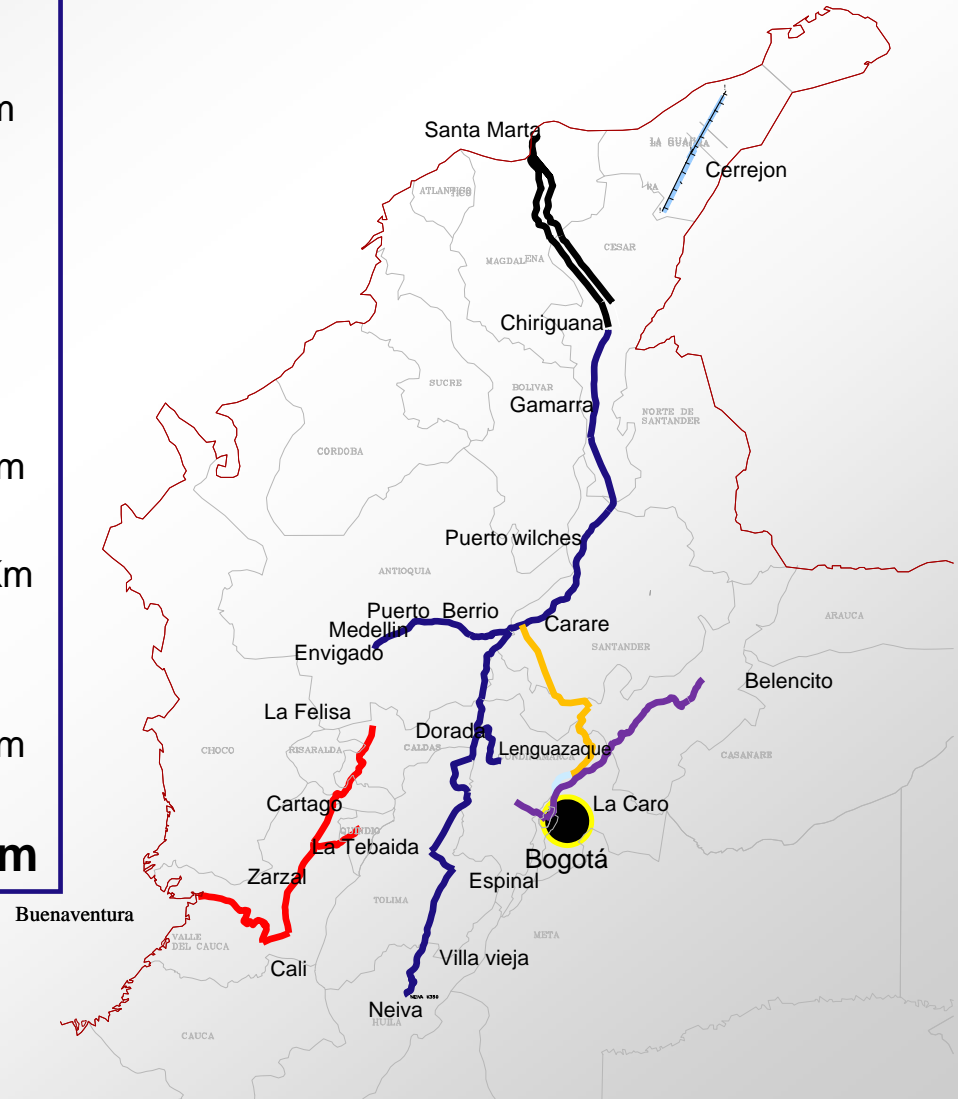 m
m
Km
m
m
Santa Marta
LA GUAJIRA
Cerrejon
ATLANTICO
CESAR
MAGDALENA
Chiriguana
SUCRE
BOLIVAR
Gamarra
NORTE DE
SANTANDER
CORDOBA
Puerto wilches
ANTIOQUIA
Puerto Berrio
Medellin
Envigado
Carare
ARAUCA
SANTANDER
Belencito
La Felisa
Dorada
Lenguazaque
CHOCO
RISARALDA
CALDAS
UNDINAMARCA
CASANARE
Cartago
La Caro
QUINDIO
La Tebaida
Bogotá
Zarzal
Espinal
TOLIMA
Buenaventura
VALLE
DEL CAUCA
META
Cali
Villa vieja
Neiva
HUILA
CAUCA